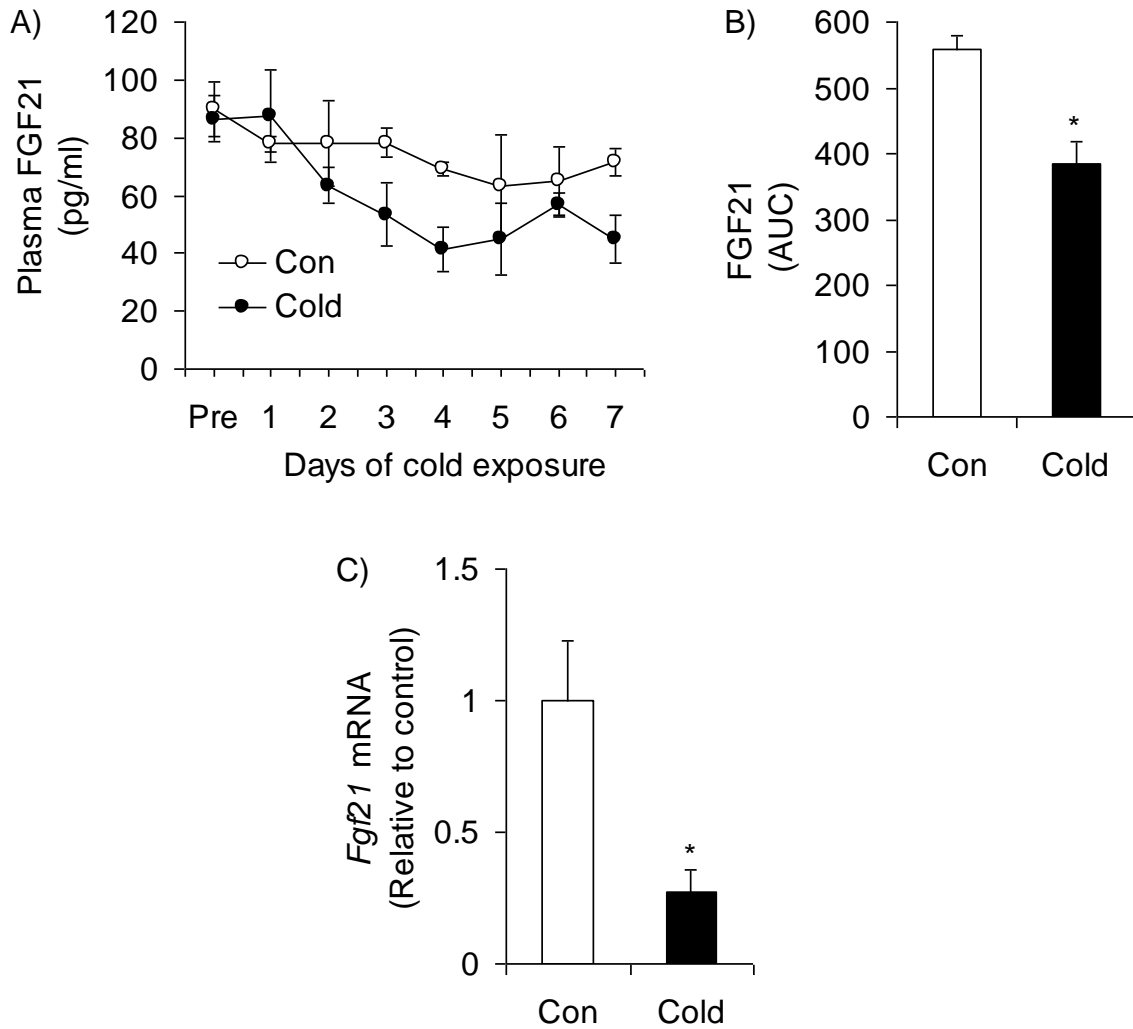 A)
Plasma FGF21
(pg/ml)
120
100
80
60
40
20
0
Con
Cold
Pre 1 2 3 4 5 6 7
Days of cold exposure
B)
FGF21
(AUC)
600
500
400
300
200
100
0
*
Con Cold
C)
Fgf21 mRNA
(Relative to control)
1.5
1
0.5
0
*
Con Cold